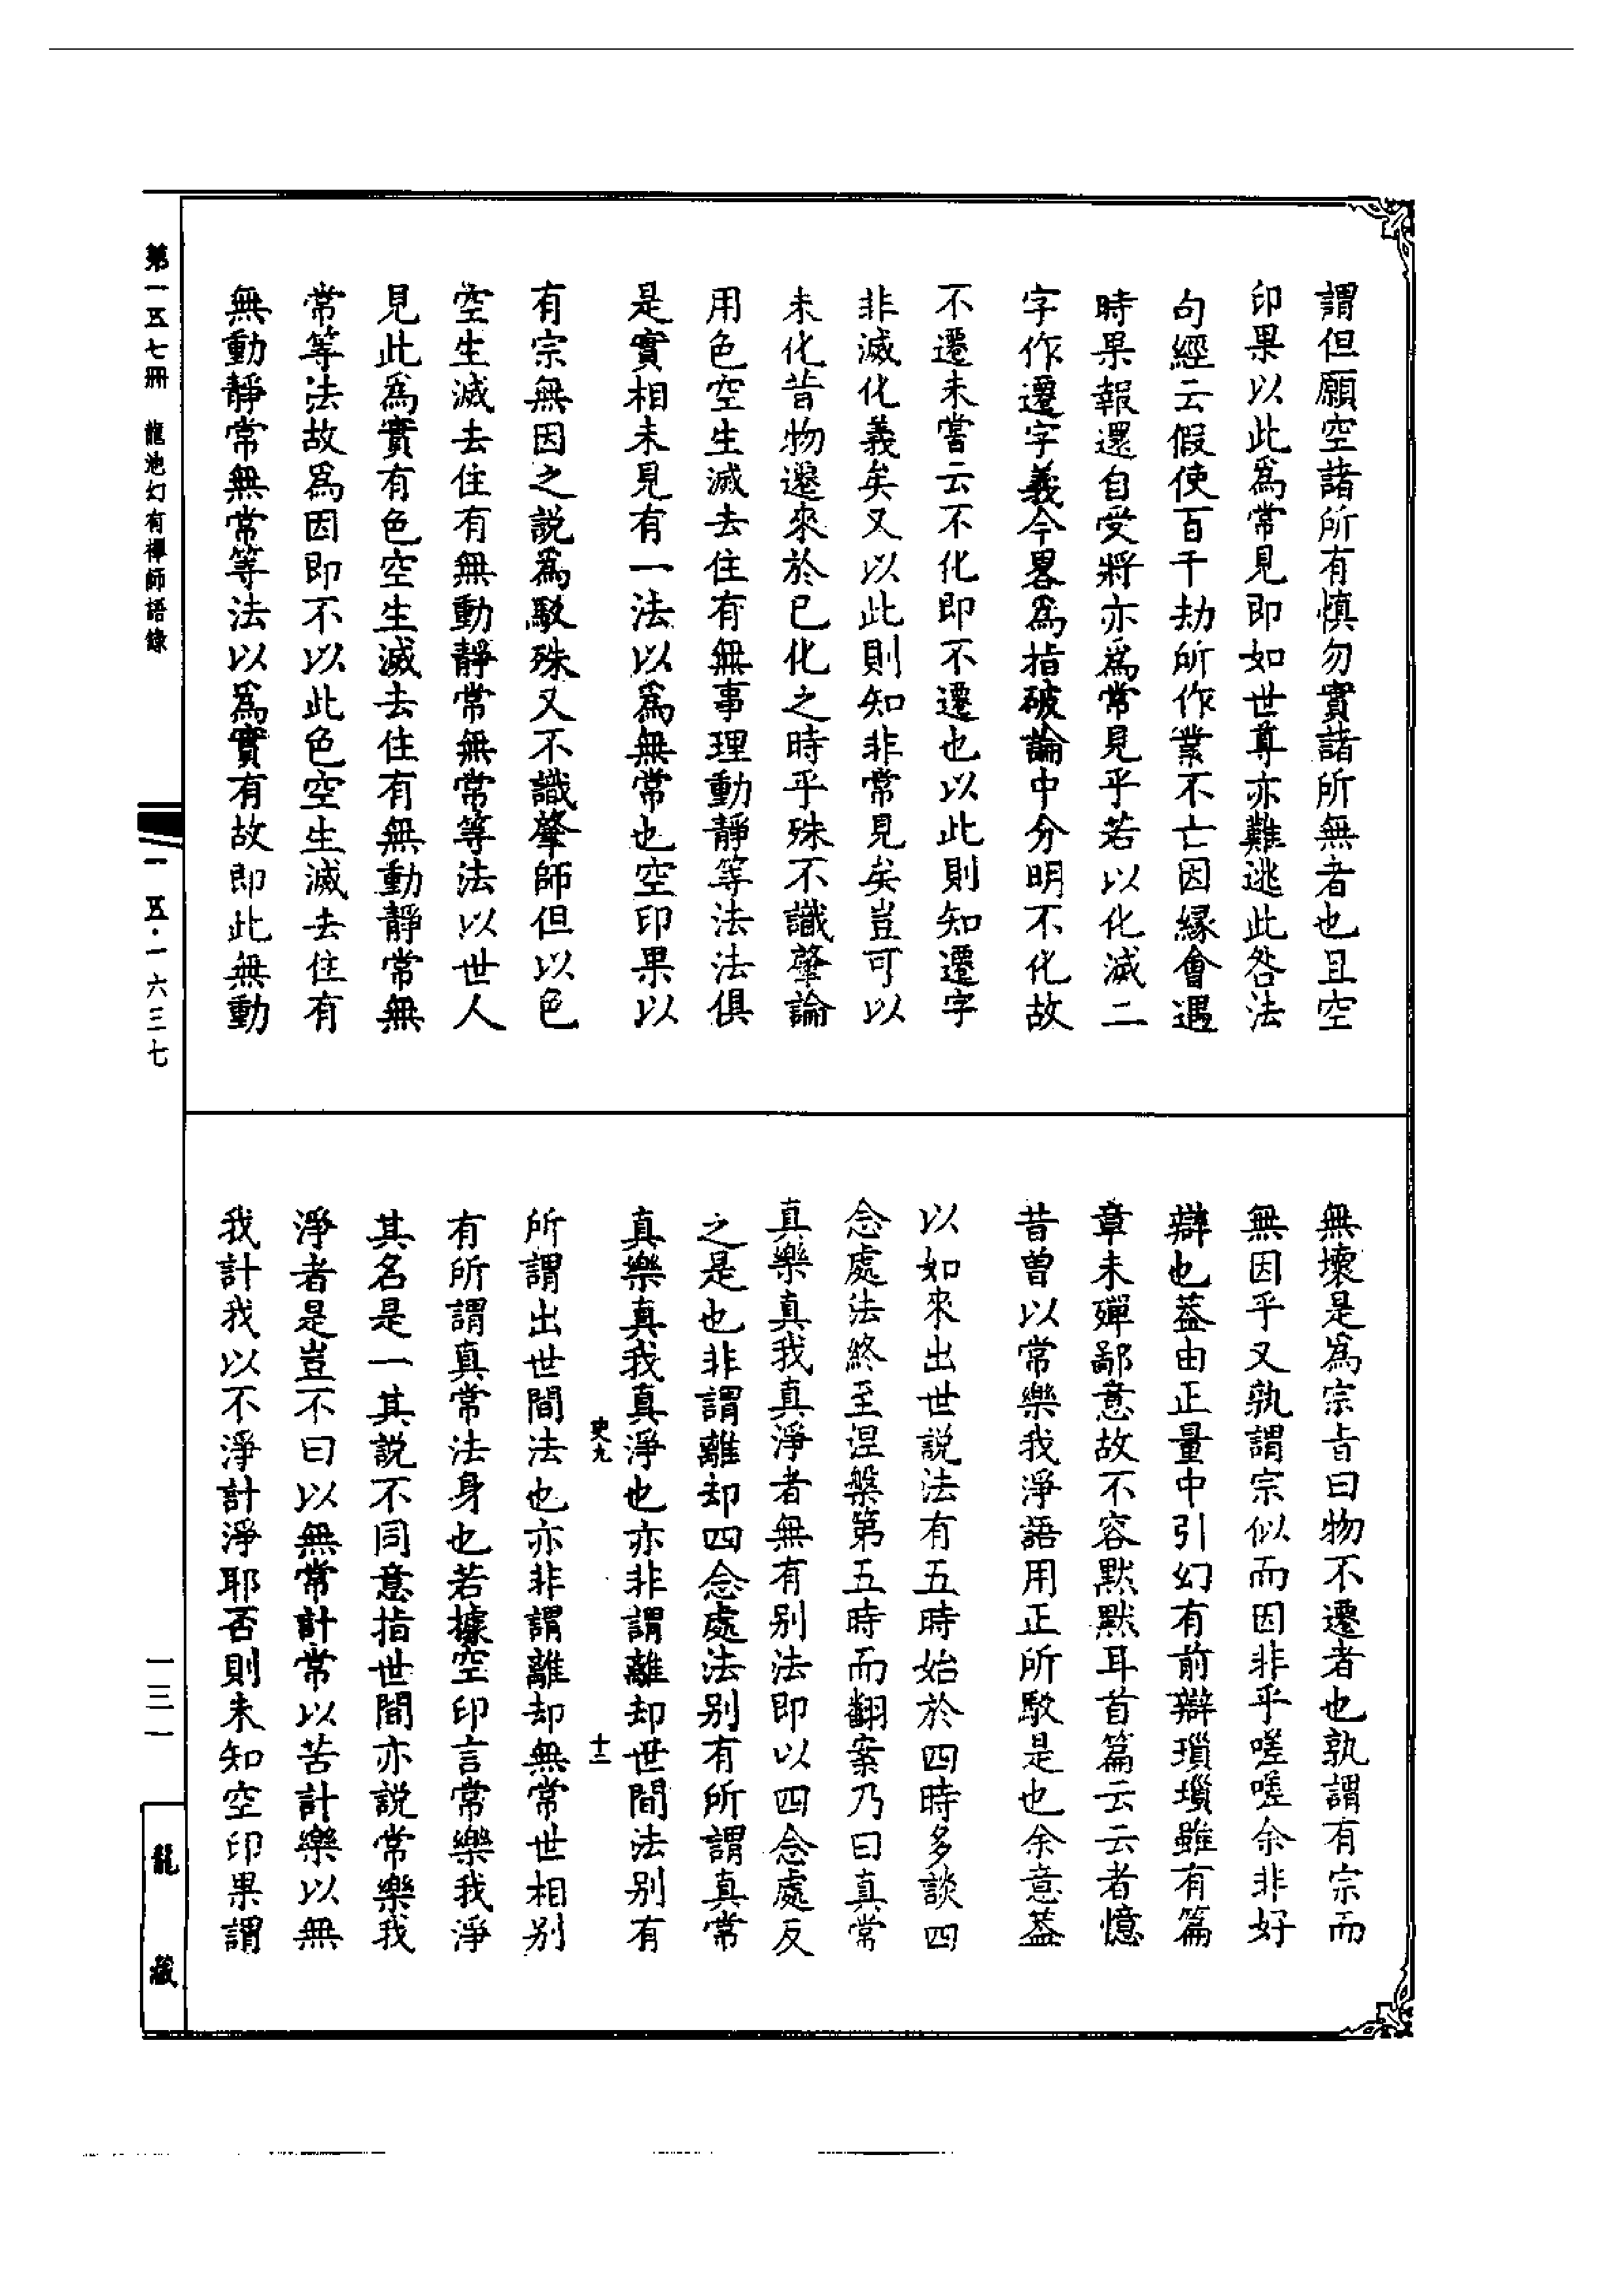 謂但願空諸所有慎勿實諸所無者也且空
印果以此爲常見即如世尊亦難逃此咎法
句經云假使百千劫所作業不亡因緣會遇
時果報還自受將亦爲常見乎若以化滅二
字作遷字義今畧爲指破論中分明不化故
不遷未嘗云不化即不遷也以此則知遷字
非滅化義矣又以此則知非常見矣豈可以
未化昔物遷來於已化之時乎殊不識肇論
用色空生滅去住有無事理動靜等法法俱
是實相未見有一法以爲無常也空印果以
有宗無因之説爲駁殊又不識肇師但以色
空生滅去住有無動靜常無常等法以世人
見此爲實有色空生滅去住有無動靜常無
常等法故爲因即不以此色空生滅去住有
無動靜常無常等法以爲實有故即此無動
無壞是爲宗㫖曰物不遷者也孰謂有宗而
無因乎又孰謂宗似而因非乎嗟嗟余非好
辯也葢由正量中引幻有前辯瑣瑣雖有篇
章未殫鄙意故不容默默耳首篇云云者憶
昔曾以常樂我淨語用正所駁是也余意葢
以如來出世説法有五時始於四時多談四
念處法終至涅槃第五時而翻案乃曰真常
真樂真我真淨者無有别法即以四念處反
之是也非謂離却四念處法别有所謂真常
真樂真我真淨也亦非謂離却世間法别有
史九
十二
所謂出世間法也亦非謂離却無常世相别
有所謂真常法身也若據空印言常樂我淨
其名是一其説不同意指世間亦説常樂我
淨者是豈不曰以無常計常以苦計樂以無
我計我以不淨計淨耶否則未知空印果謂
第一五七冊　龍池幻有禪師語錄
一五·一六三七
一三一
龍藏